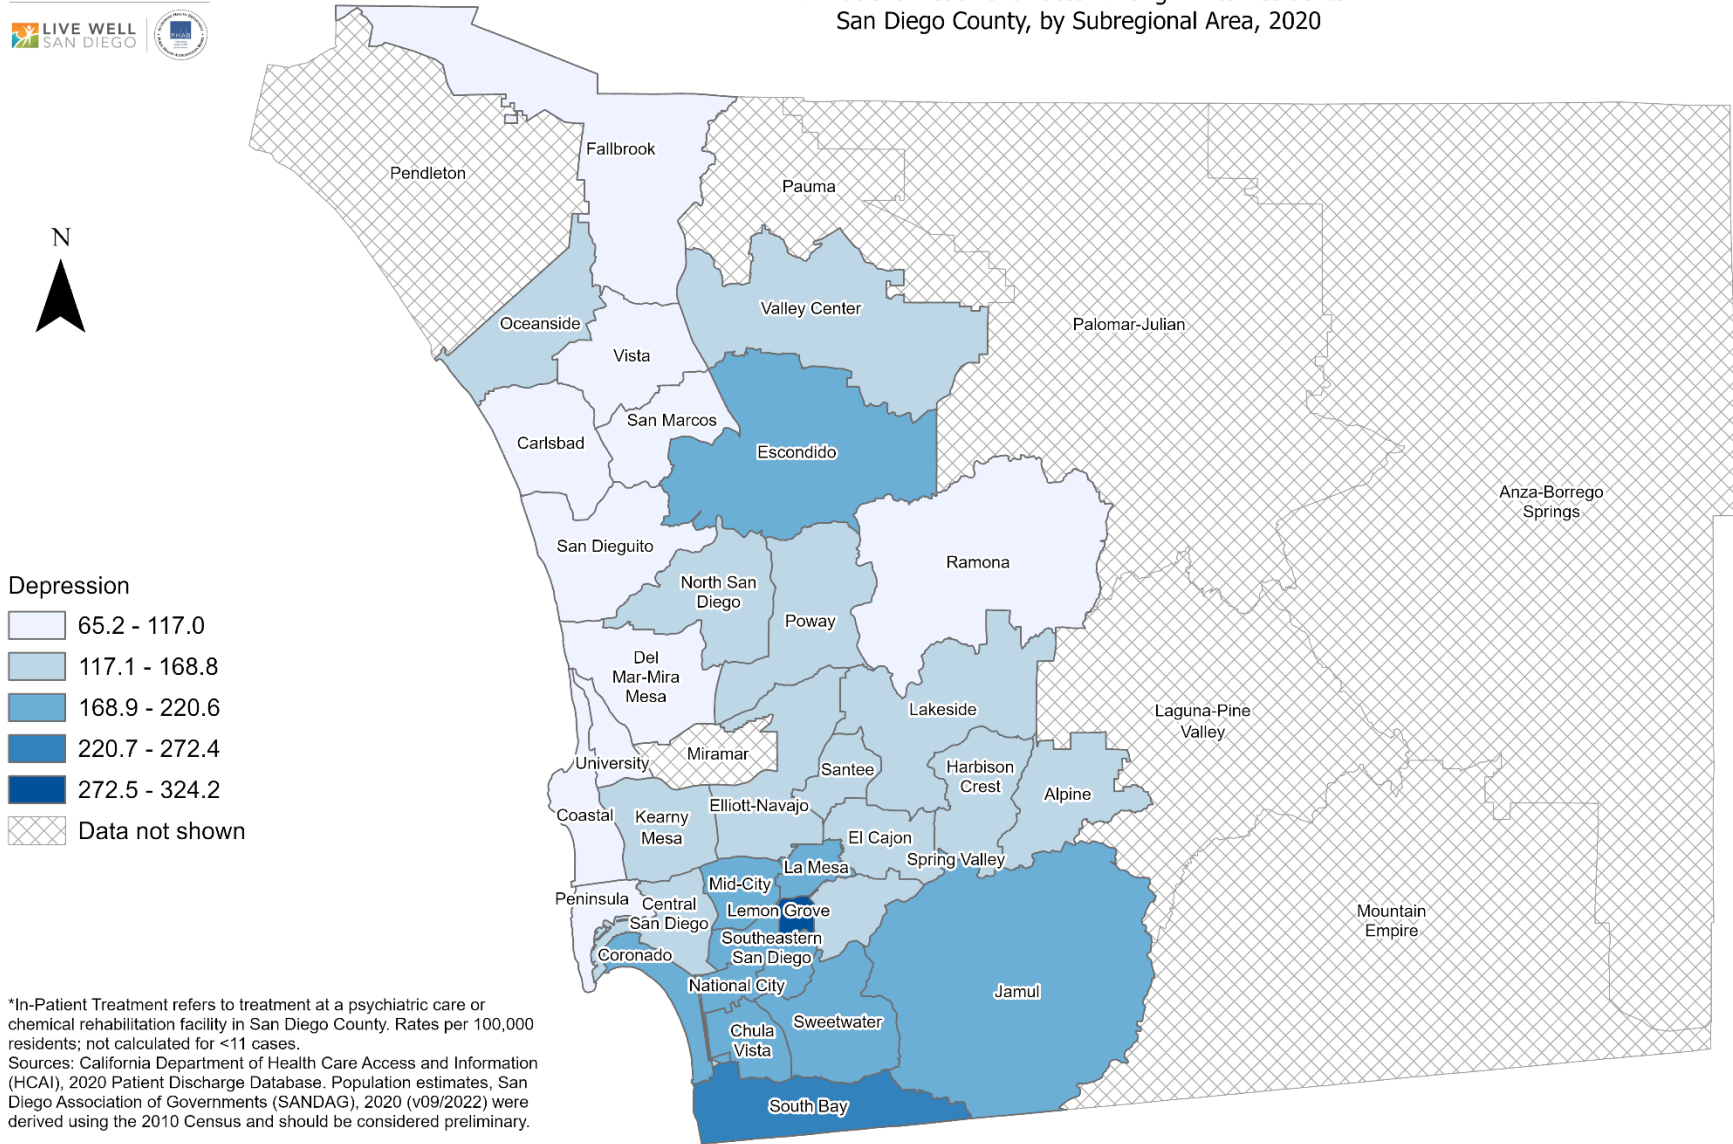 LIVE WELL
SAN DIEGO
PHAB
San Diego County, by Subregional Area, 2020
N
Fallbrook
Pendleton
Pauma
Valley Center
Oceanside
Palomar-Julian
Vista
San Marcos
Carlsbad
Escondido
Anza-Borrego
Springs
San Dieguito
Ramona
North San
Diego
Poway
Del
Mar-Mira
Mesa
Lakeside
Laguna-Pine
Valley
Miramar
University
Santee
Harbison
Crest
Alpine
Elliott-Navajo
Coastal
Kearny
Mesa
El Cajon
Spring Valley
La Mesa
Mid-City
Peninsula
Central
San Diego
Lemon Grove
Mountain
Empire
Southeastern
San Diego
Coronado
National City
Jamul
Sweetwater
Chula
Vista
South Bay
Depression
65.2 - 117.0
117.1 - 168.8
168.9 - 220.6
220.7 - 272.4
272.5 - 324.2
Data not shown
*In-Patient Treatment refers to treatment at a psychiatric care or
chemical rehabilitation facility in San Diego County. Rates per 100,000
residents; not calculated for <11 cases.
Sources: California Department of Health Care Access and Information
(HCAI), 2020 Patient Discharge Database. Population estimates, San
Diego Association of Governments (SANDAG), 2020 (v09/2022) were
derived using the 2010 Census and should be considered preliminary.